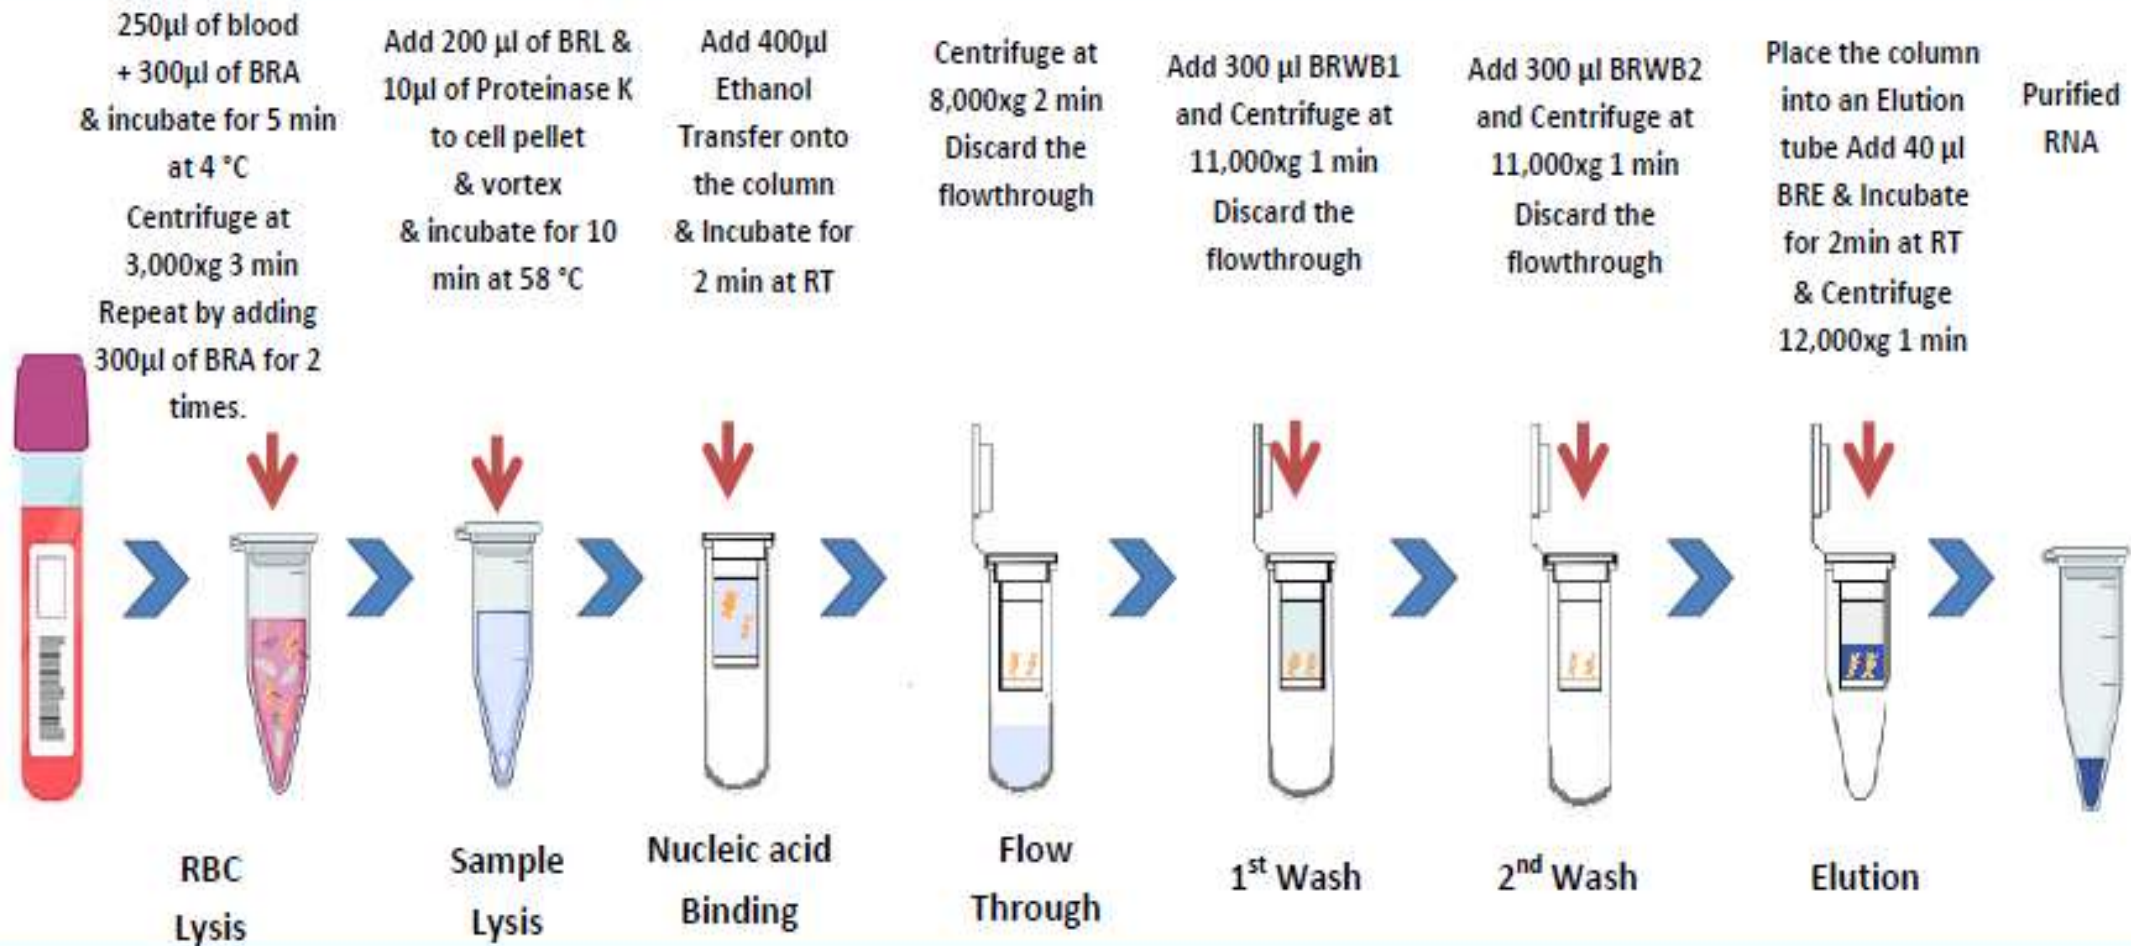 250µl of blood
+ 300µl of BRA
& incubate for 5 min
at 4 °C
Centrifuge at
3,000xg 3 min
Repeat by adding
300µl of BRA for 2
times.
Add 200 µl of BRL &
10µl of Proteinase K
to cell pellet
& vortex
& incubate for 10
min at 58 °C
Add 400µl
Ethanol
Transfer onto
the column
& Incubate for
2 min at RT
Centrifuge at
8,000xg 2 min
Discard the
flowthrough
Add 300 µl BRWB1
and Centrifuge at
11,000xg 1 min
Discard the
flowthrough
Add 300 µl BRWB2
and Centrifuge at
11,000xg 1 min
Discard the
flowthrough
Place the column
into an Elution
tube Add 40 µl
BRE & Incubate
for 2min at RT
& Centrifuge
12,000xg 1 min
Purified
RNA
RBC
Lysis
Sample
Lysis
Nucleic acid
Binding
Flow
Through
1st Wash
2nd Wash
Elution